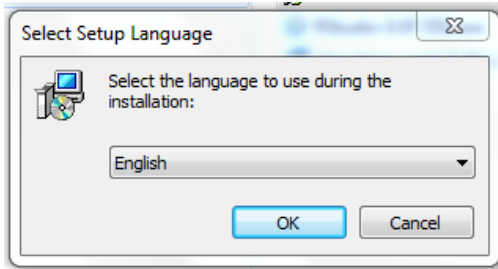 Select Setup Language
Select the language to use during the
installation:
English
OK
Cancel